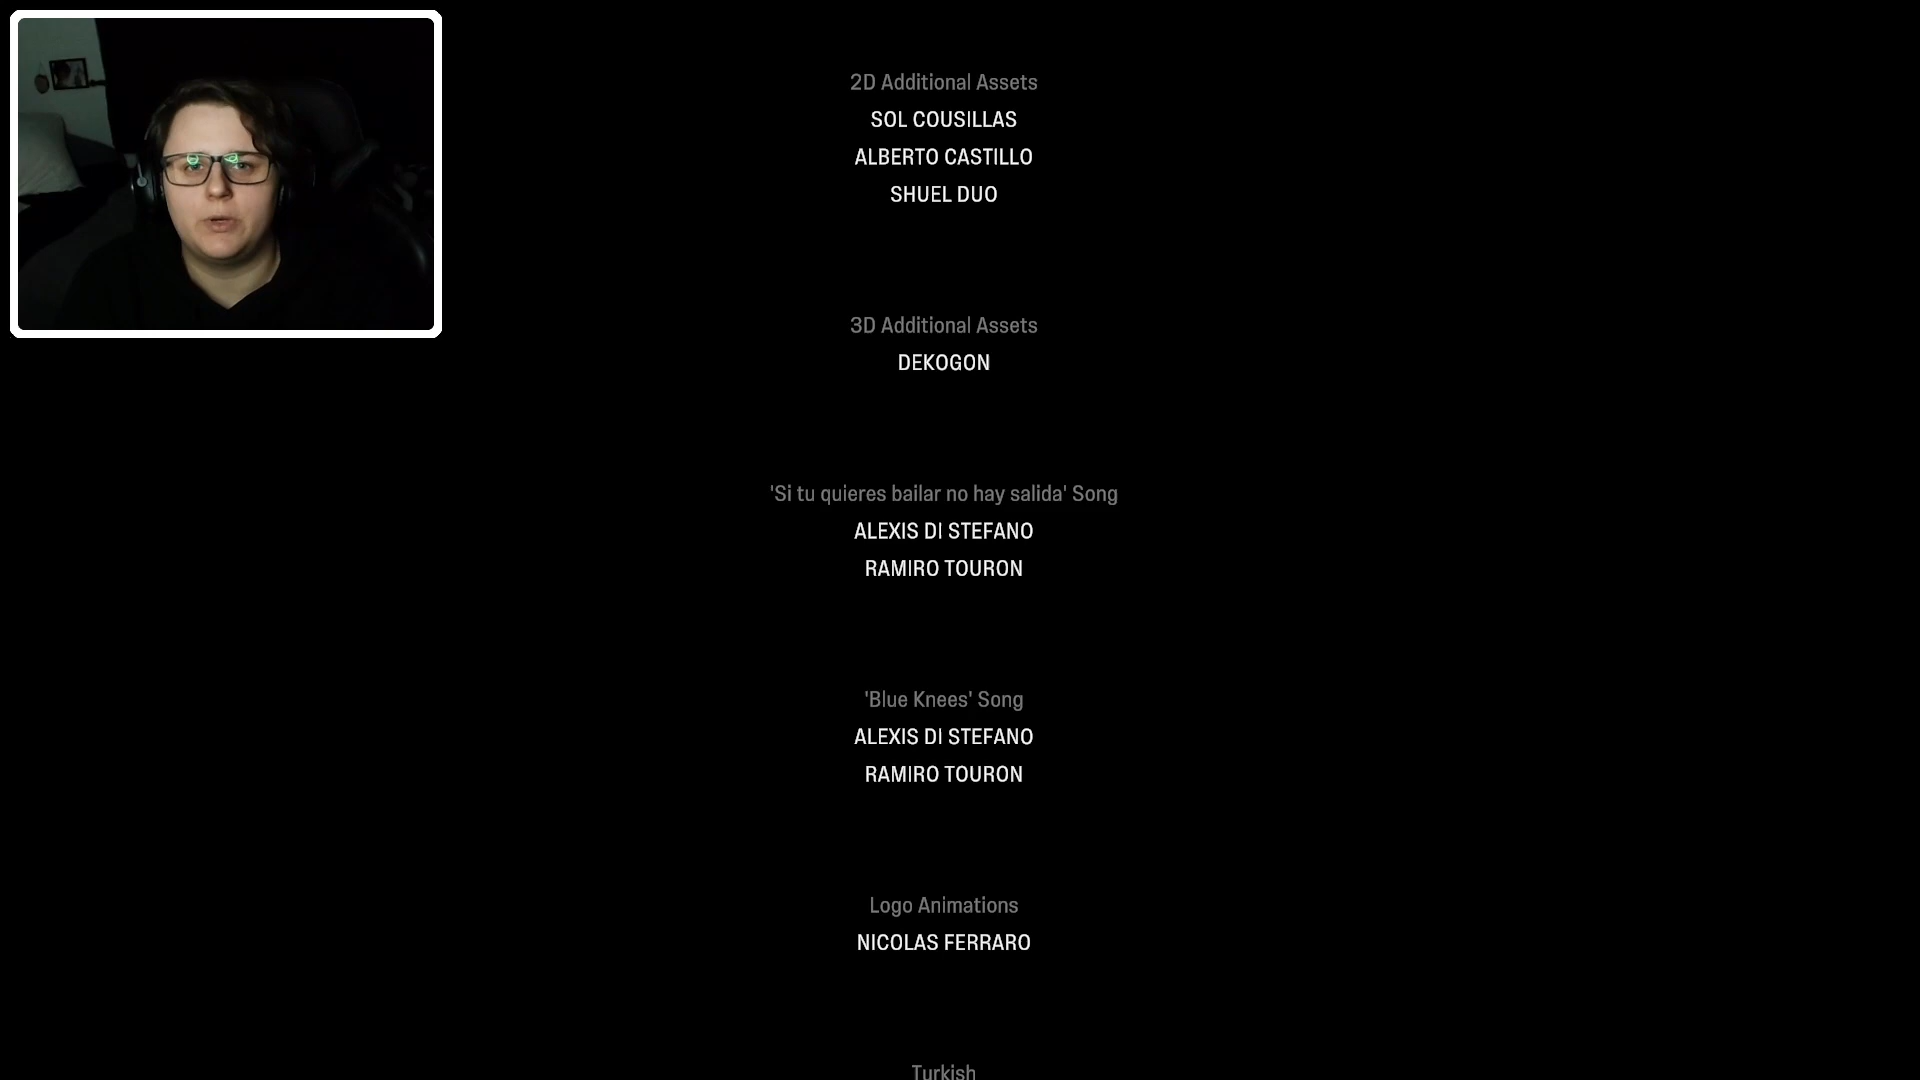 2D Additional Assets
SOL COUSILLAS
ALBERTO CASTILLO
SHUEL DUO
3D Additional Assets
DEKOGON
'Si tu quieres bailar no hay salida' Song
ALEXIS DI STEFANO
RAMIRO TOURON
'Blue Knees' Song
ALEXIS DI STEFANO
RAMIRO TOURON
Logo Animations
NICOLAS FERRARO
Turkish